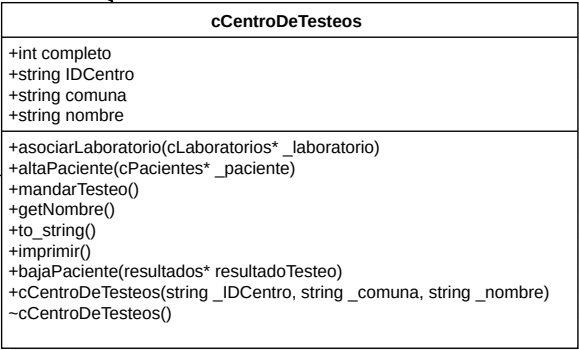 cCentroDeTesteos
+int completo
+string IDCentro
+string comuna
+string nombre
+asociarLaboratorio(cLaboratorios* _laboratorio)
+altaPaciente(cPacientes* _paciente)
+mandarTesteo()
+getNombre()
+to_string()
+imprimir()
+bajaPaciente(resultados* resultadoTesteo)
+cCentroDeTesteos(string _IDCentro, string _comuna, string _nombre)
~cCentroDeTesteos()